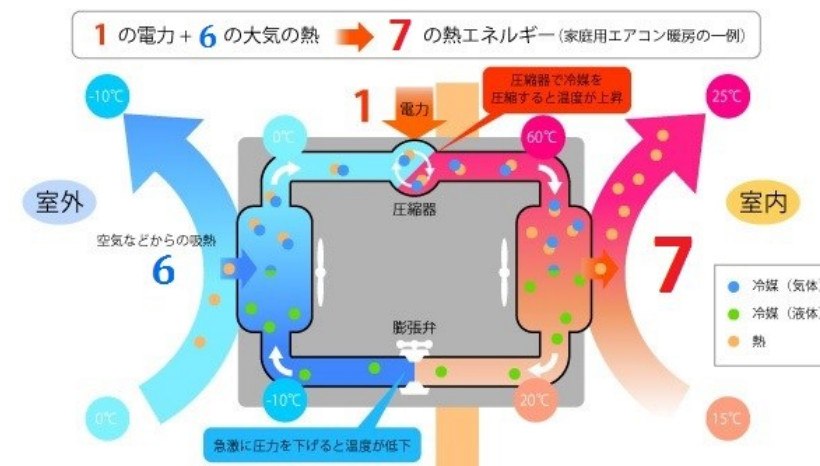 1 の電力 + 6 の大気の熱 7 の熱エネルギー (家庭用エアコン暖房の一例)
-10℃
1
電力
圧縮器で冷媒を
圧縮すると温度が上昇
25℃
0℃
60℃
室外
圧縮器
室内
空気などからの吸熱
6
7
冷媒（気体）
冷媒（液体）
熱
膨張弁
0℃
-10℃
20℃
15℃
急激に圧力を下げると温度が低下